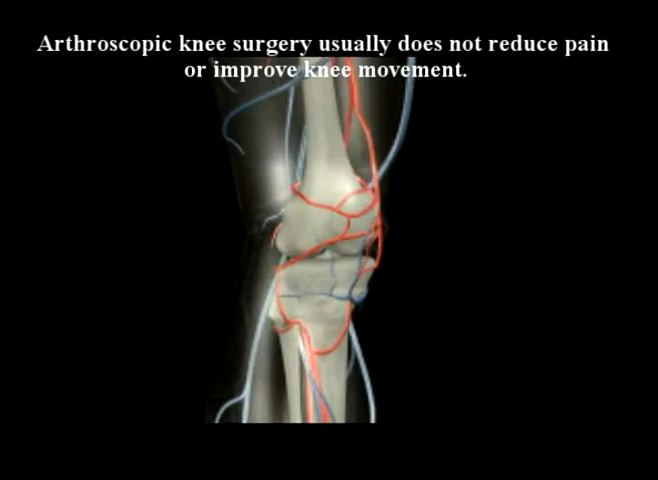 Arthroscopic knee surgery usually does not reduce pain
or improve knee movement.